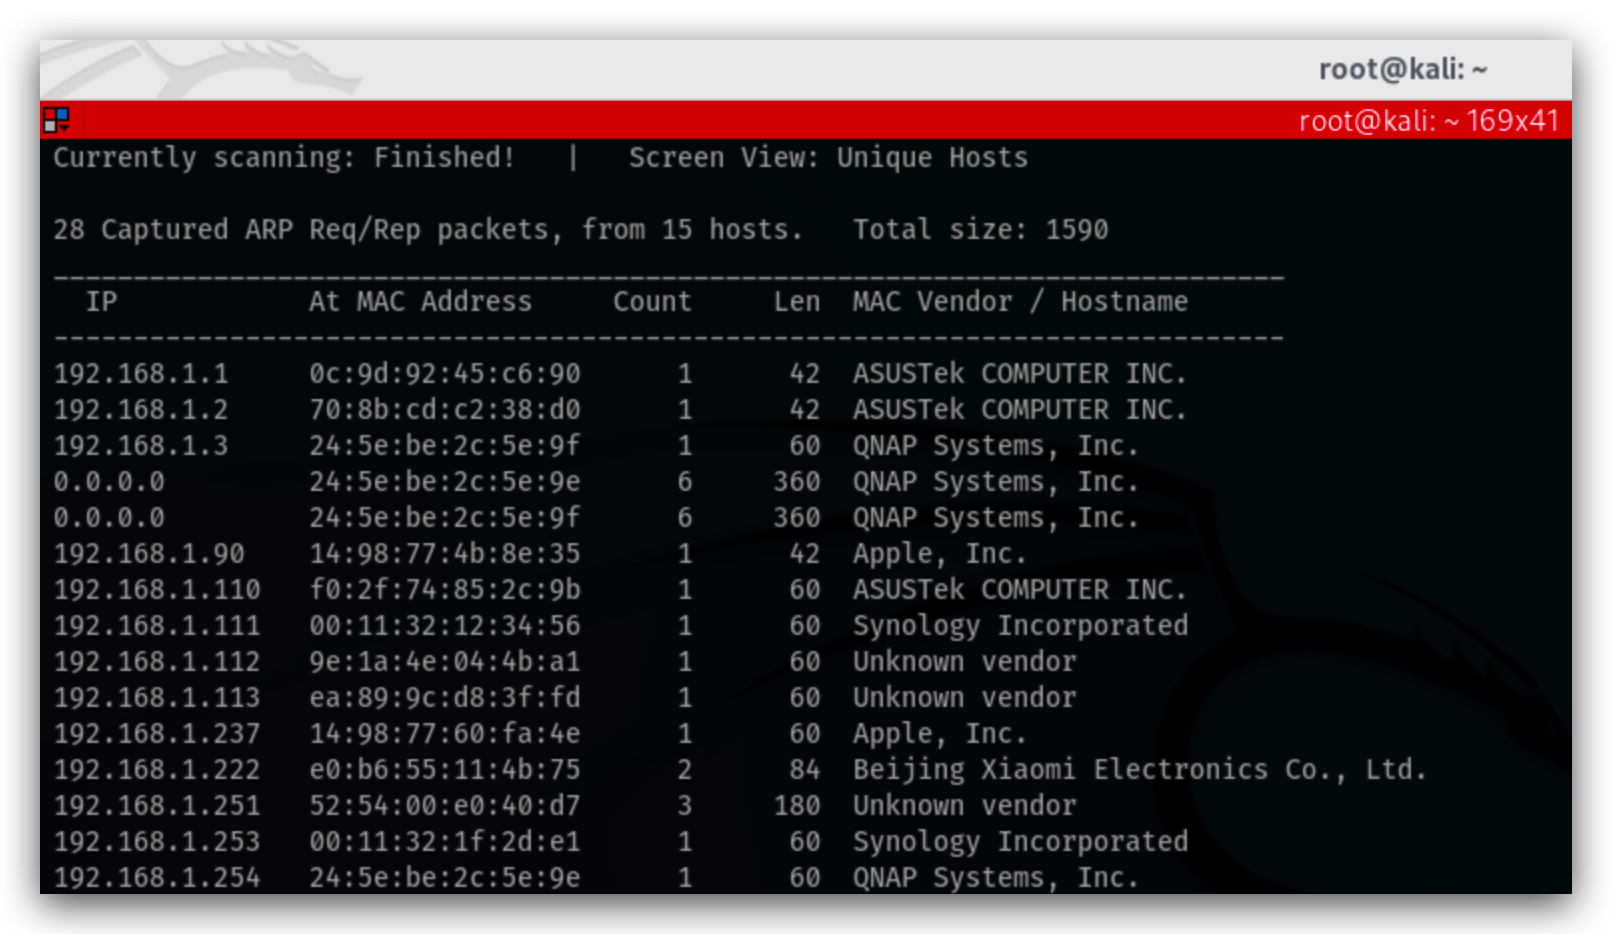 root@kali: ~
root@kali: ~ 169x41
Currently scanning: Finished!   |   Screen View: Unique Hosts
28 Captured ARP Req/Rep packets, from 15 hosts.   Total size: 1590
_____________________________________________________________________________
  IP            At MAC Address     Count     Len  MAC Vendor / Hostname
-----------------------------------------------------------------------------
192.168.1.1     0c:9d:92:45:c6:90      1      42  ASUSTek COMPUTER INC.
192.168.1.2     70:8b:cd:c2:38:d0      1      42  ASUSTek COMPUTER INC.
192.168.1.3     24:5e:be:2c:5e:9f      1      60  QNAP Systems, Inc.
0.0.0.0         24:5e:be:2c:5e:9e      6     360  QNAP Systems, Inc.
0.0.0.0         24:5e:be:2c:5e:9f      6     360  QNAP Systems, Inc.
192.168.1.90    14:98:77:4b:8e:35      1      42  Apple, Inc.
192.168.1.110   f0:2f:74:85:2c:9b      1      60  ASUSTek COMPUTER INC.
192.168.1.111   00:11:32:12:34:56      1      60  Synology Incorporated
192.168.1.112   9e:1a:4e:04:4b:a1      1      60  Unknown vendor
192.168.1.113   ea:89:9c:d8:3f:fd      1      60  Unknown vendor
192.168.1.237   14:98:77:60:fa:4e      1      60  Apple, Inc.
192.168.1.222   e0:b6:55:11:4b:75      2      84  Beijing Xiaomi Electronics Co., Ltd.
192.168.1.251   52:54:00:e0:40:d7      3     180  Unknown vendor
192.168.1.253   00:11:32:1f:2d:e1      1      60  Synology Incorporated
192.168.1.254   24:5e:be:2c:5e:9e      1      60  QNAP Systems, Inc.